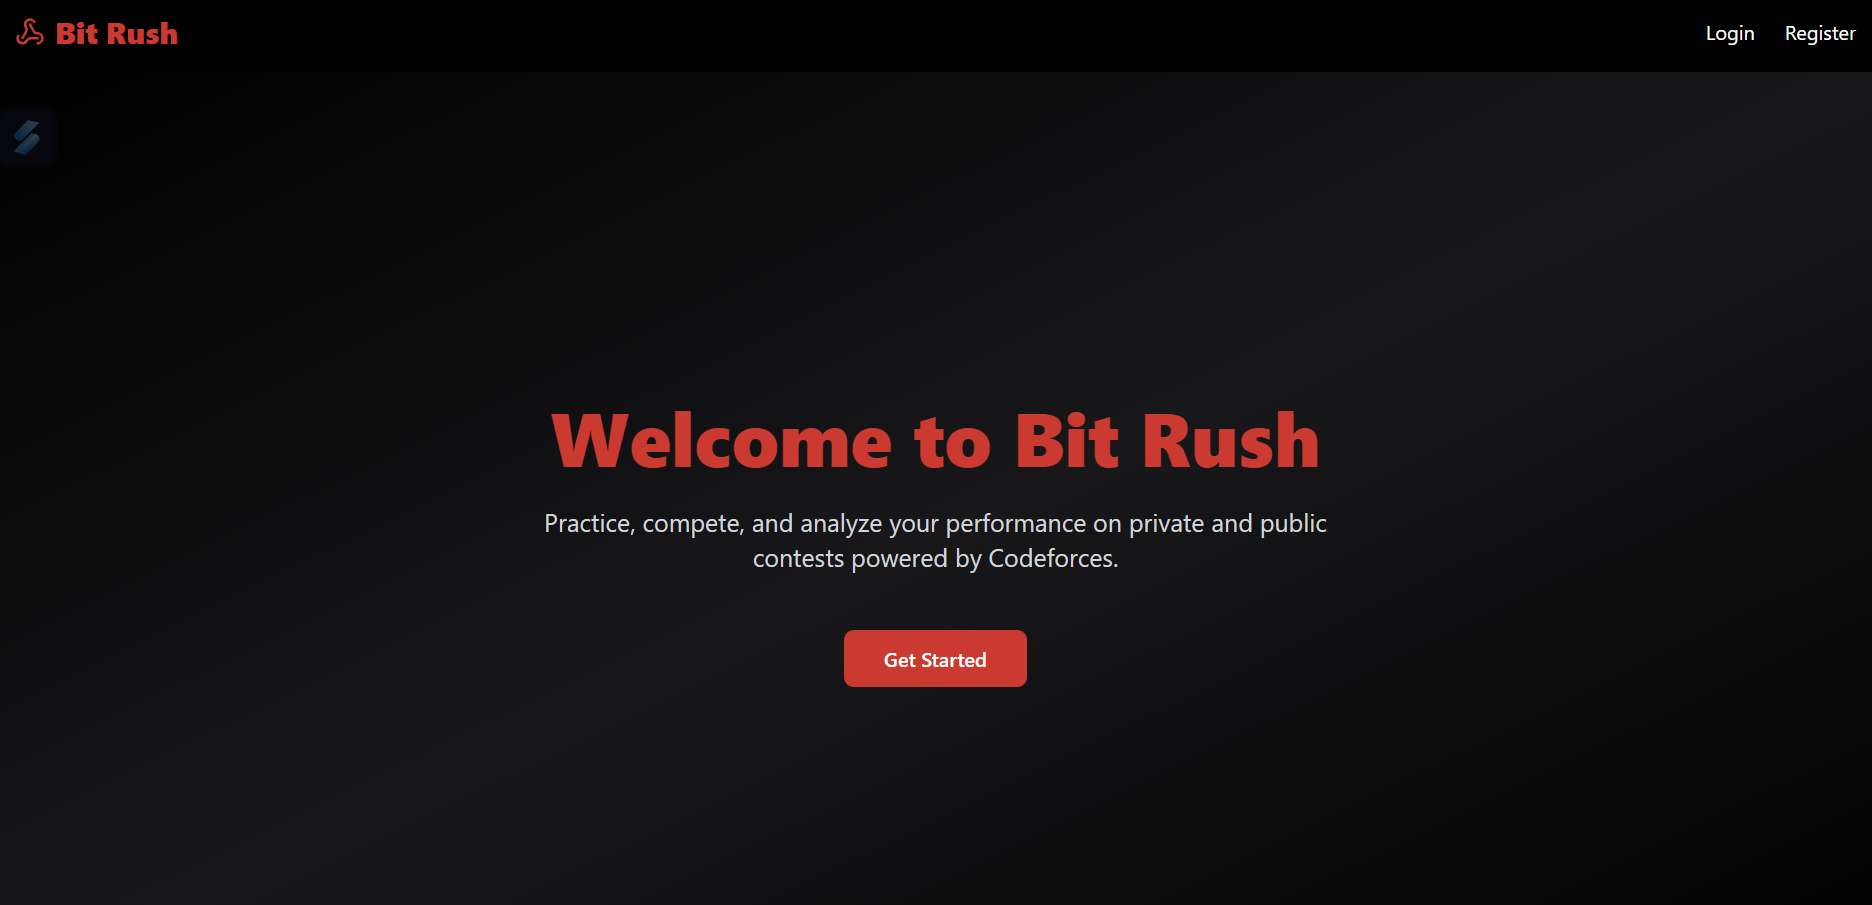 Bit Rush
Login
Register
Welcome to Bit Rush
Practice, compete, and analyze your performance on private and public
contests powered by Codeforces.
Get Started